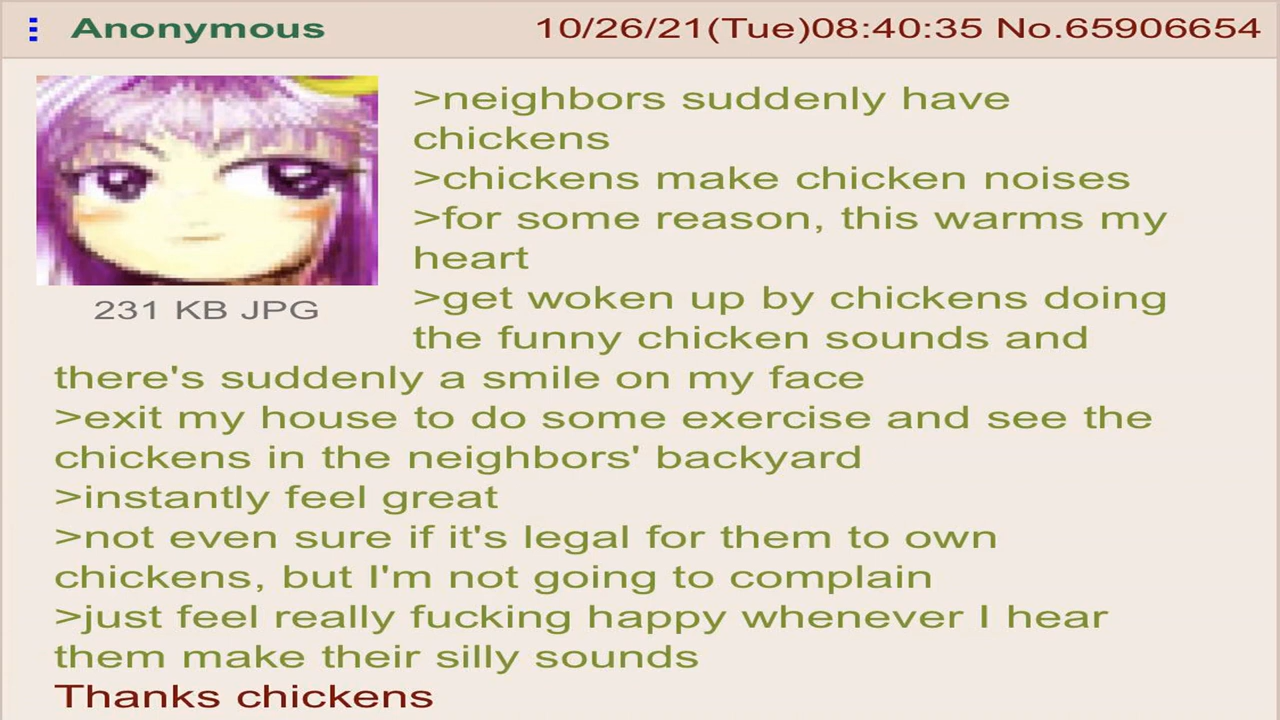 Anonymous 10/26/21(Tue)08:40:35 No.65906654
>neighbors suddenly have
chickens
>chickens make chicken noises
>for some reason, this warms my
heart
>get woken up by chickens doing
the funny chicken sounds and
231 KB JPG
there's suddenly a smile on my face
>exit my house to do some exercise and see the
chickens in the neighbors' backyard
>instantly feel great
>not even sure if it's legal for them to own
chickens, but I'm not going to complain
>just feel really fucking happy whenever I hear
them make their silly sounds
Thanks chickens